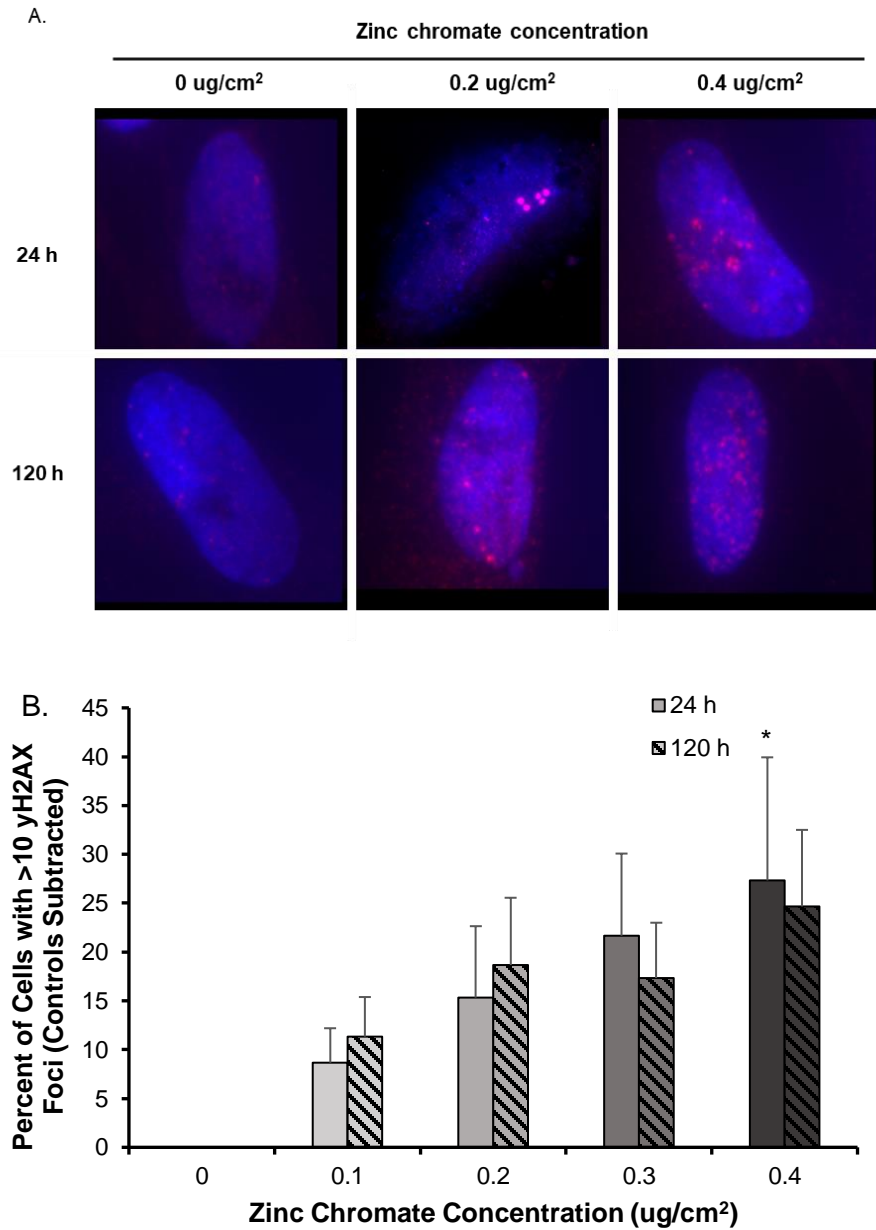 A.
Zinc chromate concentration
0 ug/cm²
0.2 ug/cm²
0.4 ug/cm²
24 h
120 h
B.
Percent of Cells with >10 yH2AX
Foci (Controls Subtracted)
45
40
35
30
25
20
15
10
5
0
24 h
120 h
*
0
0.1
0.2
0.3
0.4
Zinc Chromate Concentration (ug/cm²)